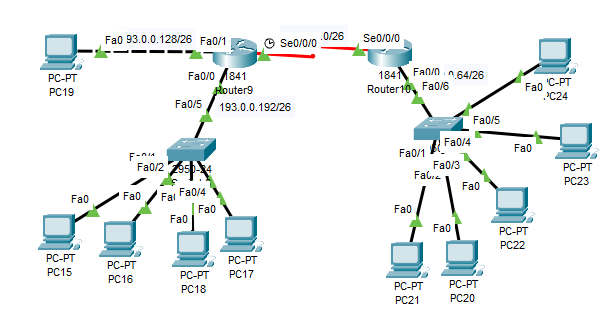 Fa0 93.0.0.128/26 Fa0/1
Se0/0/0 .0/26 Se0/0/0
PC-PT
PC19
1841
Router9
Fa0/0
Fa0/5
193.0.0.192/26
1841
Fa0/0 0.64/26
Fa0/6
PC-PT
PC24
Fa0
Fa0/5
Fa0/4
Fa0/1
Fa0/3
Fa0
PC-PT
PC23
2950-24
Fa0/2
Fa0/4
Fa0
Fa0
Fa0
Fa0
PC-PT
PC15
PC-PT
PC16
PC-PT
PC18
PC-PT
PC17
Fa0
Fa0
Fa0
PC-PT
PC22
PC-PT
PC21
PC-PT
PC20